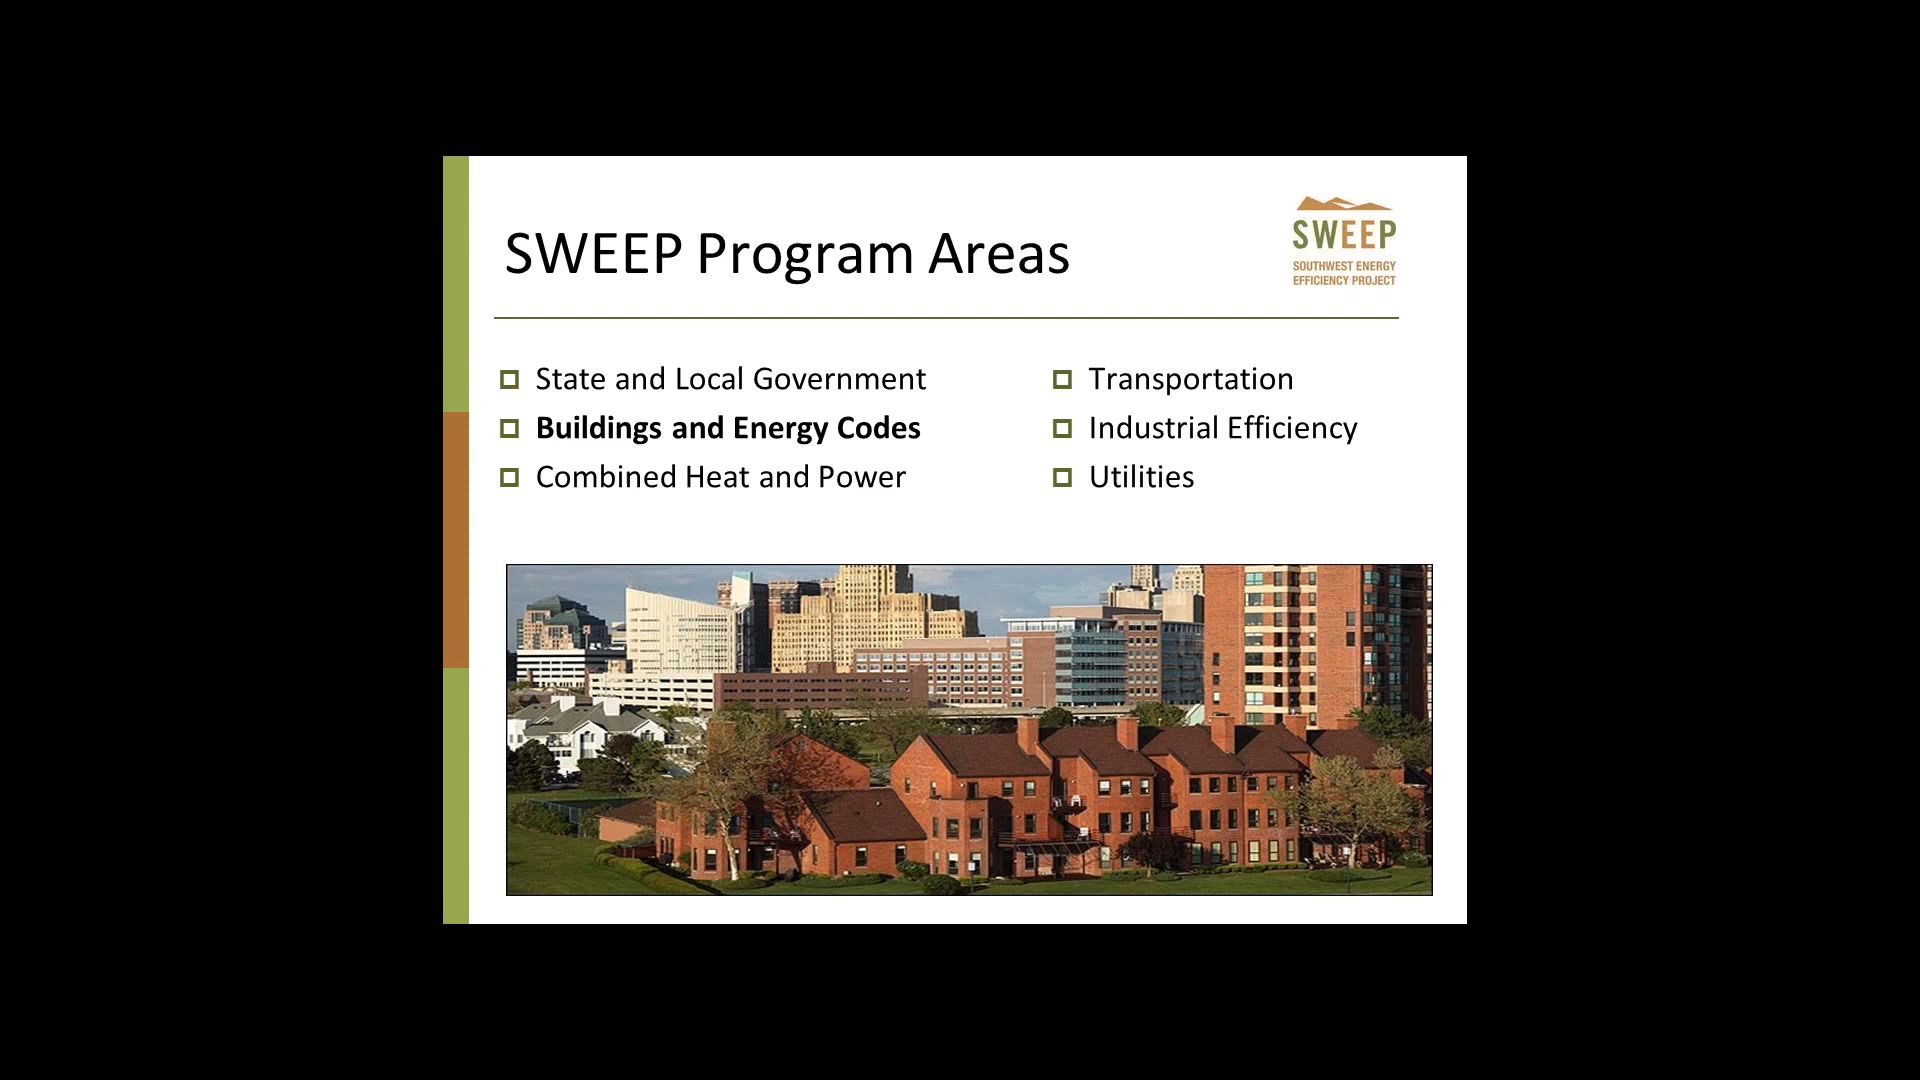 SWEEP Program Areas
SWEEP
SOUTHWEST ENERGY
EFFICIENCY PROJECT
State and Local Government
Buildings and Energy Codes
Combined Heat and Power
Transportation
Industrial Efficiency
Utilities